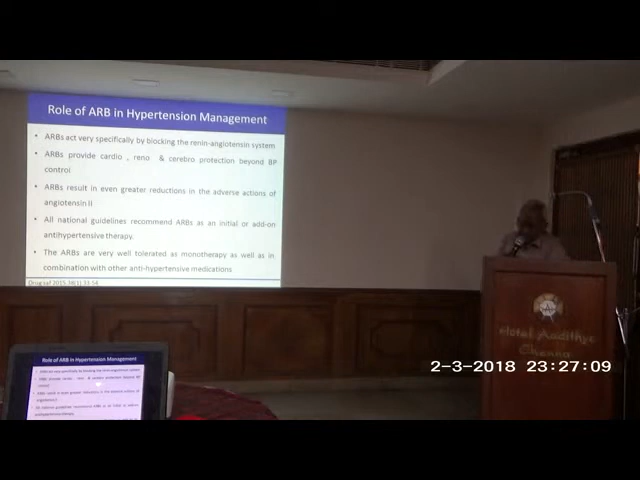 Role of ARB in Hypertension Management
• ARBs act very specifically by blocking the renin-angiotensin system
• ARBs provide cardio , reno & cerebro protection beyond BP
control
• ARBs result in even greater reductions in the adverse actions of
angiotensin II
• All national guidelines recommend ARBs as an initial or add-on
antihypertensive therapy.
• The ARBs are very well tolerated as monotherapy as well as in
combination with other anti-hypertensive medications
Drug Saf 2015;38(1):33-54
Hotel Aadithya
2-3-2018 23:27:09
Role of ARB in Hypertension Management